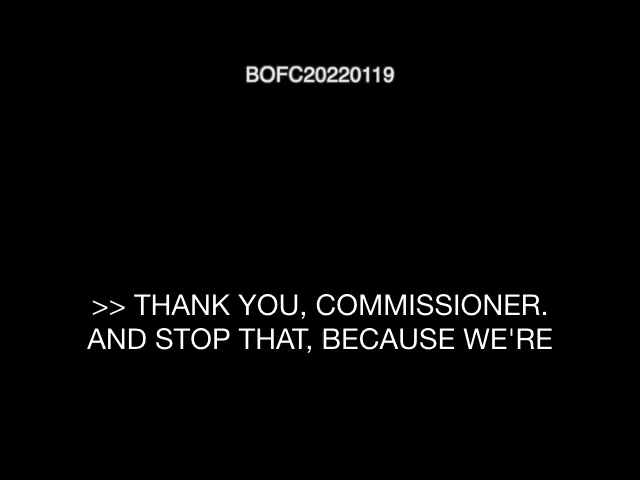 BOFC20220119
>> THANK YOU, COMMISSIONER.
AND STOP THAT, BECAUSE WE'RE